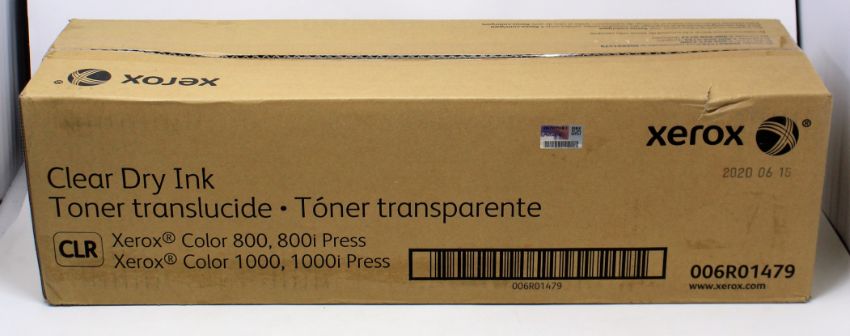 xerox
xerox®
2020 06 15
Clear Dry Ink
Toner translucide • Tóner transparente
CLR
Xerox® Color 800, 800i Press
Xerox® Color 1000, 1000i Press
006R01479
006R01479
www.xerox.com